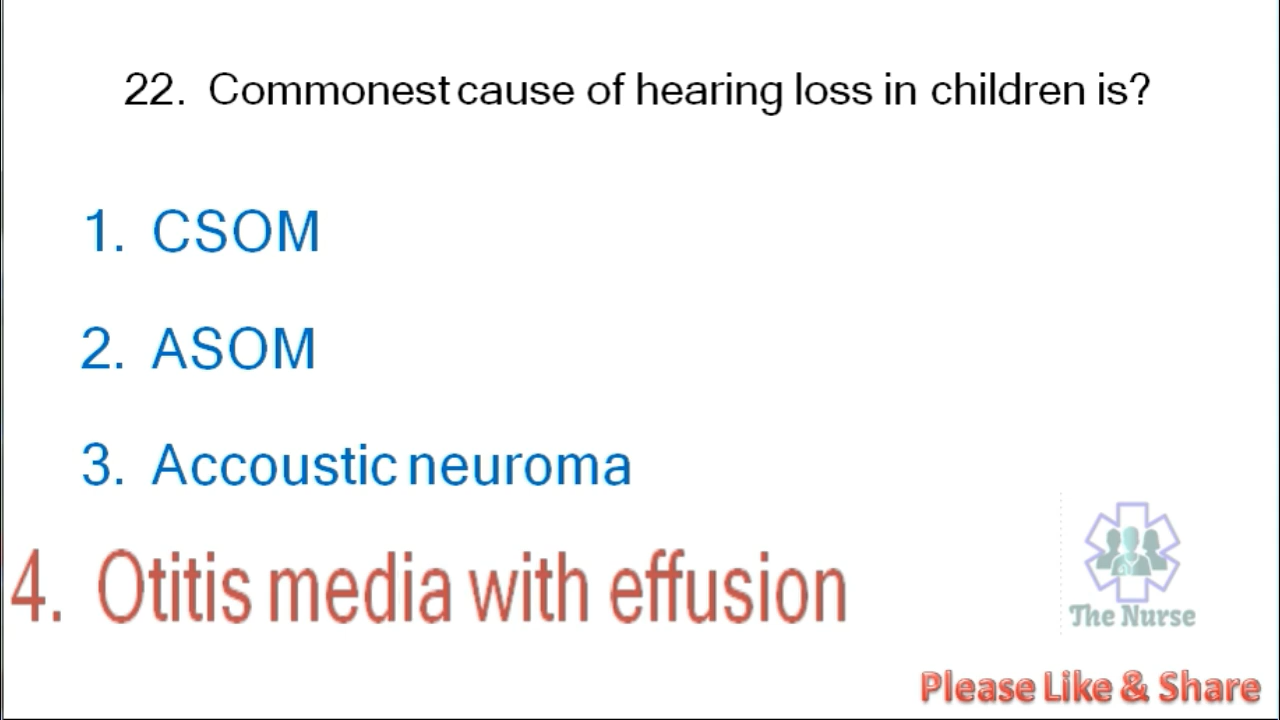 22. Commonest cause of hearing loss in children is?
1. CSOM
2. ASOM
3. Accoustic neuroma
4. Otitis media with effusion
The Nurse
Please Like & Share